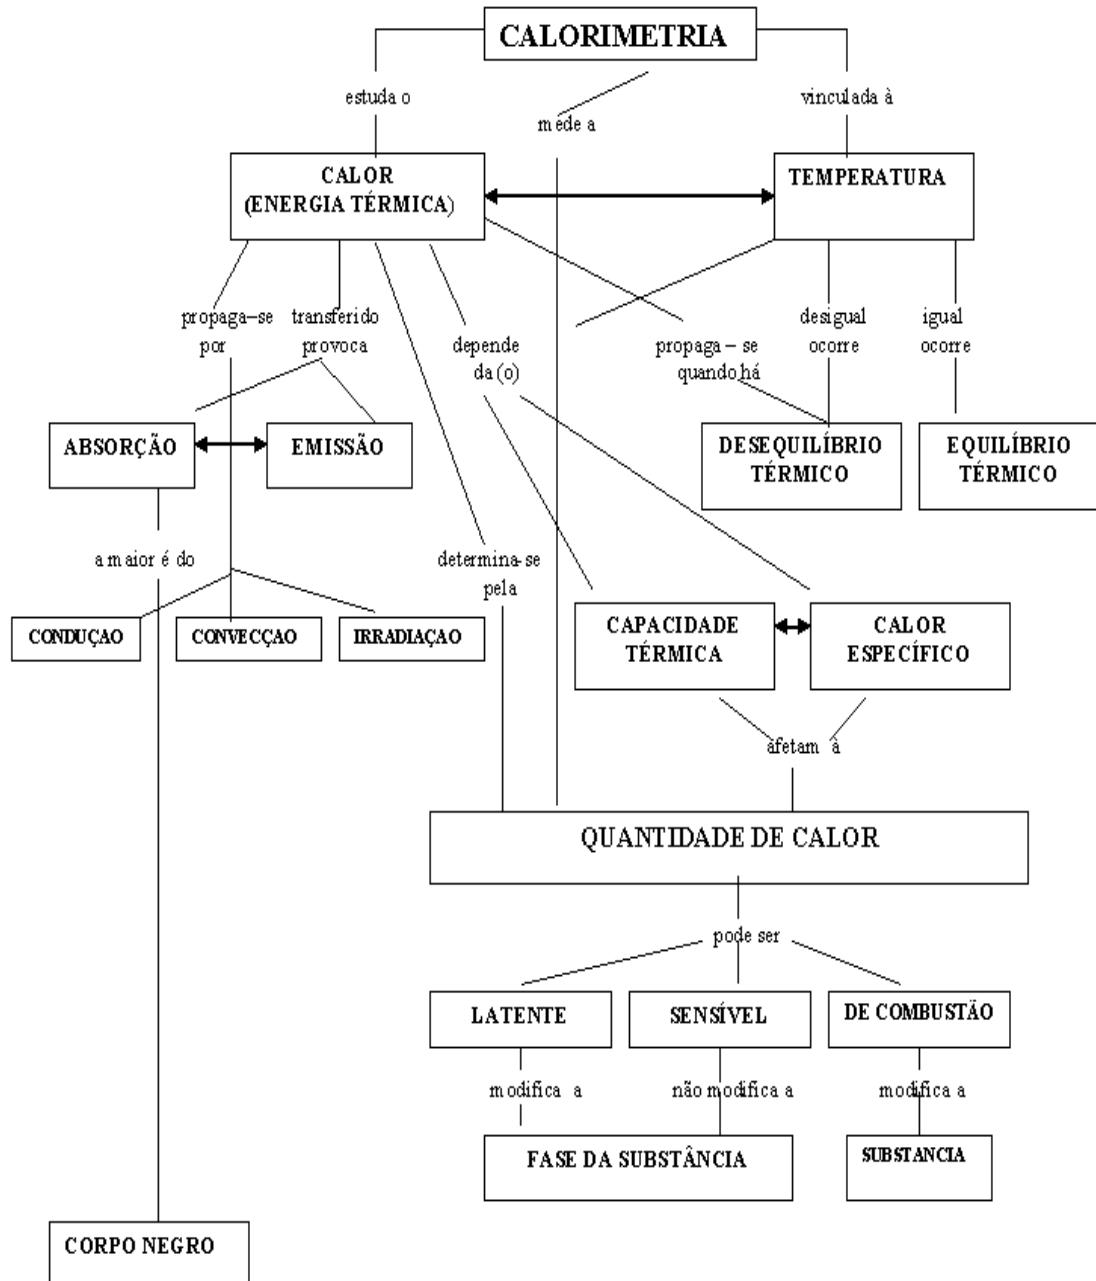 CALORIMETRIA
estuda o
mede a
vinculada à
CALOR
(ENERGIA TÉRMICA)
TEMPERATURA
propaga–se
por
transferido
provoca
depende
da (o)
propaga – se
quando há
desigual
ocorre
igual
ocorre
ABSORÇÃO
EMISSÃO
DESEQUILÍBRIO
TÉRMICO
EQUILÍBRIO
TÉRMICO
a maior é do
determina-se
pela
CONDUÇAO
CONVECÇAO
IRRADIAÇAO
CAPACIDADE
TÉRMICA
CALOR
ESPECÍFICO
afetam à
QUANTIDADE DE CALOR
pode ser
LATENTE
SENSÍVEL
DE COMBUSTÃO
modifica a
não modifica a
modifica a
FASE DA SUBSTÂNCIA
SUBSTANCIA
CORPO NEGRO